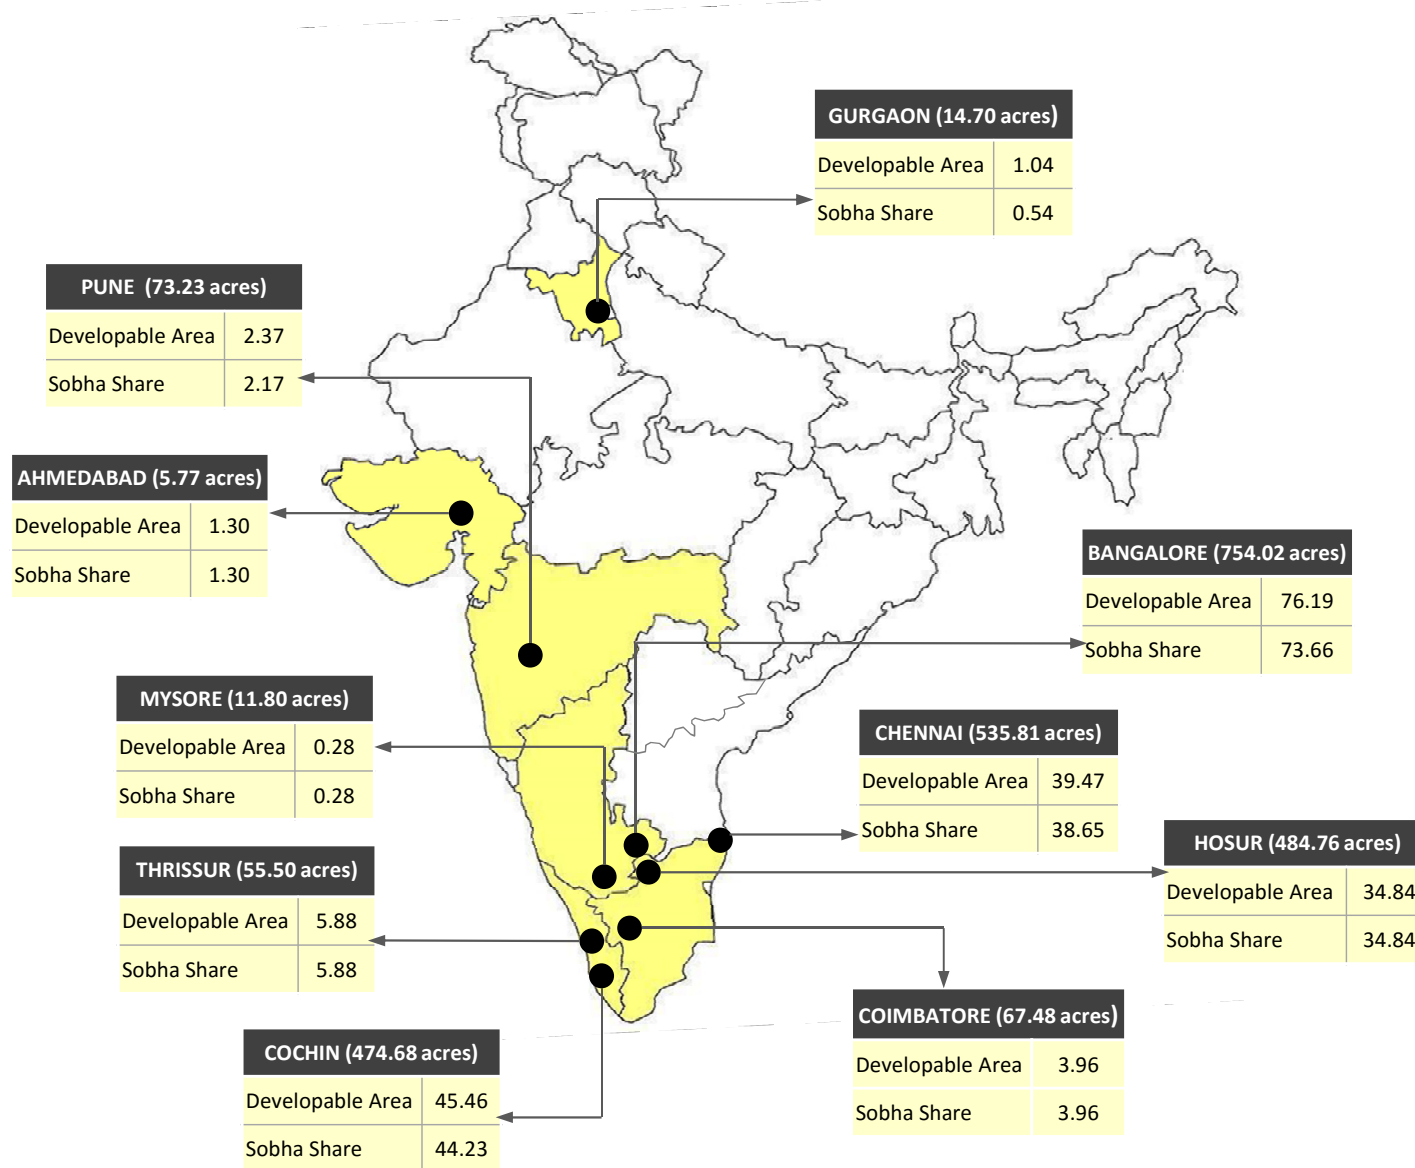 GURGAON (14.70 acres)
Developable Area 1.04
Sobha Share 0.54
PUNE (73.23 acres)
Developable Area 2.37
Sobha Share 2.17
AHMEDABAD (5.77 acres)
Developable Area 1.30
Sobha Share 1.30
BANGALORE (754.02 acres)
Developable Area 76.19
Sobha Share 73.66
MYSORE (11.80 acres)
Developable Area 0.28
Sobha Share 0.28
CHENNAI (535.81 acres)
Developable Area 39.47
Sobha Share 38.65
HOSUR (484.76 acres)
Developable Area 34.84
Sobha Share 34.84
THRISSUR (55.50 acres)
Developable Area 5.88
Sobha Share 5.88
COIMBATORE (67.48 acres)
Developable Area 3.96
Sobha Share 3.96
COCHIN (474.68 acres)
Developable Area 45.46
Sobha Share 44.23